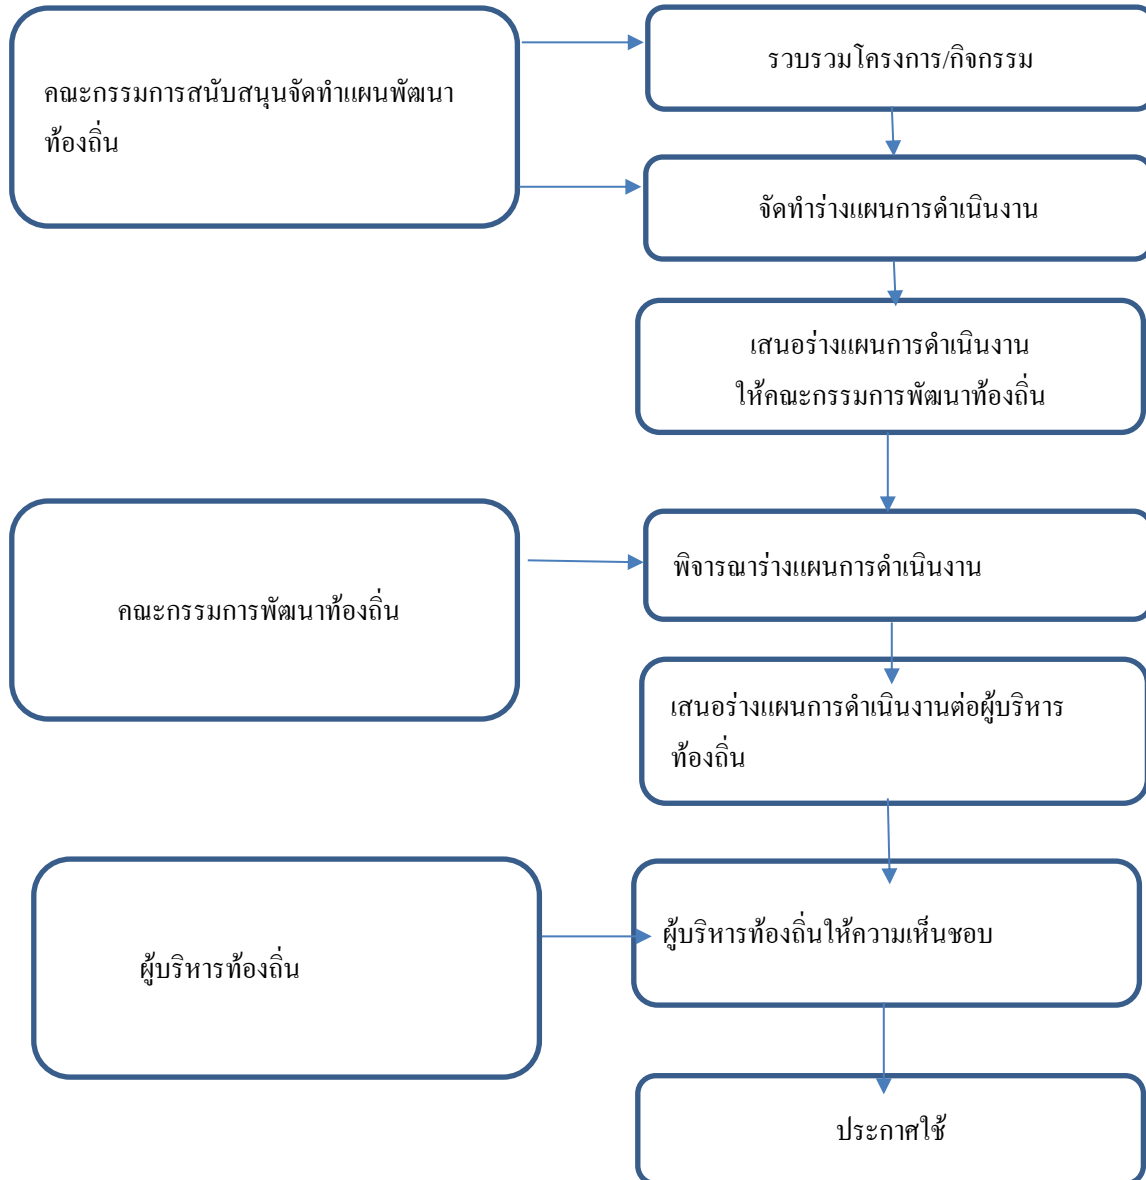 คณะกรรมการสนับสนุนจัดทำแผนพัฒนา
ท้องถิ่น
รวบรวมโครงการ/กิจกรรม
จัดทำร่างแผนการดำเนินงาน
เสนอร่างแผนการดำเนินงาน
ให้คณะกรรมการพัฒนาท้องถิ่น
คณะกรรมการพัฒนาท้องถิ่น
พิจารณาร่างแผนการดำเนินงาน
เสนอร่างแผนการดำเนินงานต่อผู้บริหาร
ท้องถิ่น
ผู้บริหารท้องถิ่น
ผู้บริหารท้องถิ่นให้ความเห็นชอบ
ประกาศใช้